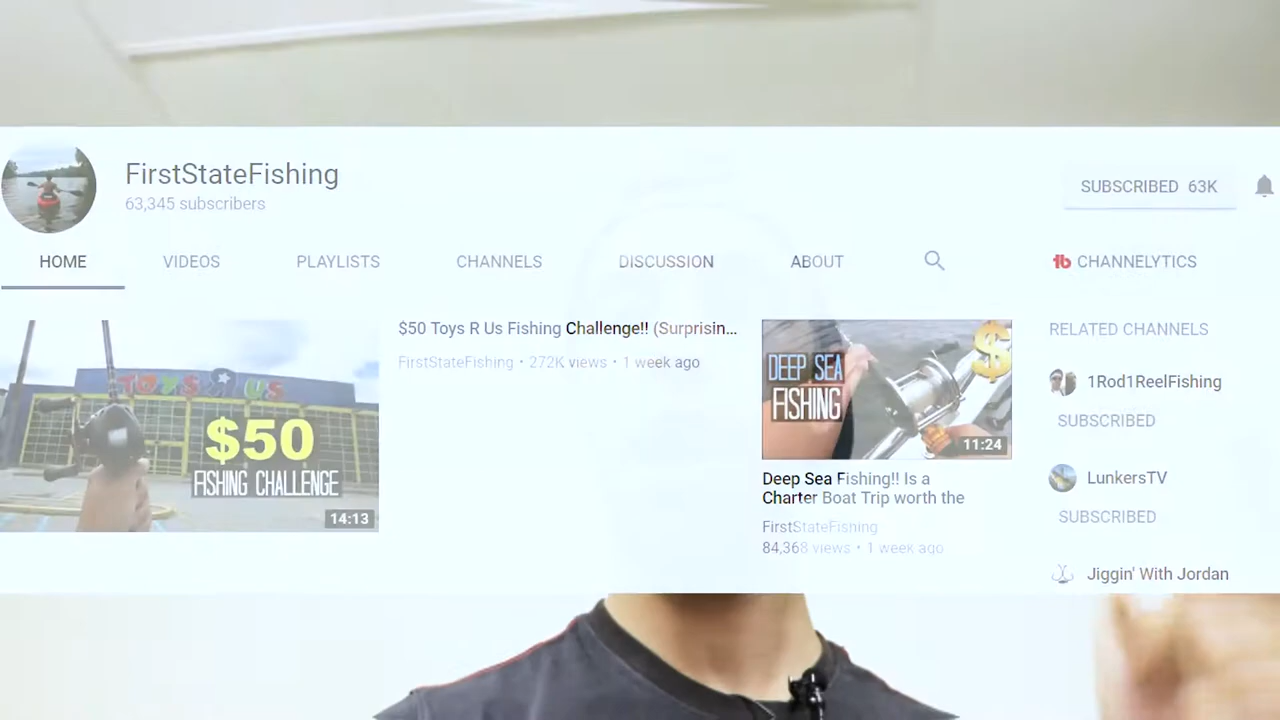 FirstStateFishing
63,345 subscribers
SUBSCRIBED 63K
HOME VIDEOS PLAYLISTS CHANNELS DISCUSSION ABOUT CHANNELYTICS
TOYS R US
$50
FISHING CHALLENGE
14:13
$50 Toys R Us Fishing Challenge!! (Surprisin...
FirstStateFishing • 272K views • 1 week ago
DEEP SEA
FISHING
$
11:24
Deep Sea Fishing!! Is a
Charter Boat Trip worth the
FirstStateFishing
84,368 views • 1 week ago
RELATED CHANNELS
1Rod1ReelFishing
SUBSCRIBED
LunkersTV
SUBSCRIBED
Jiggin' With Jordan